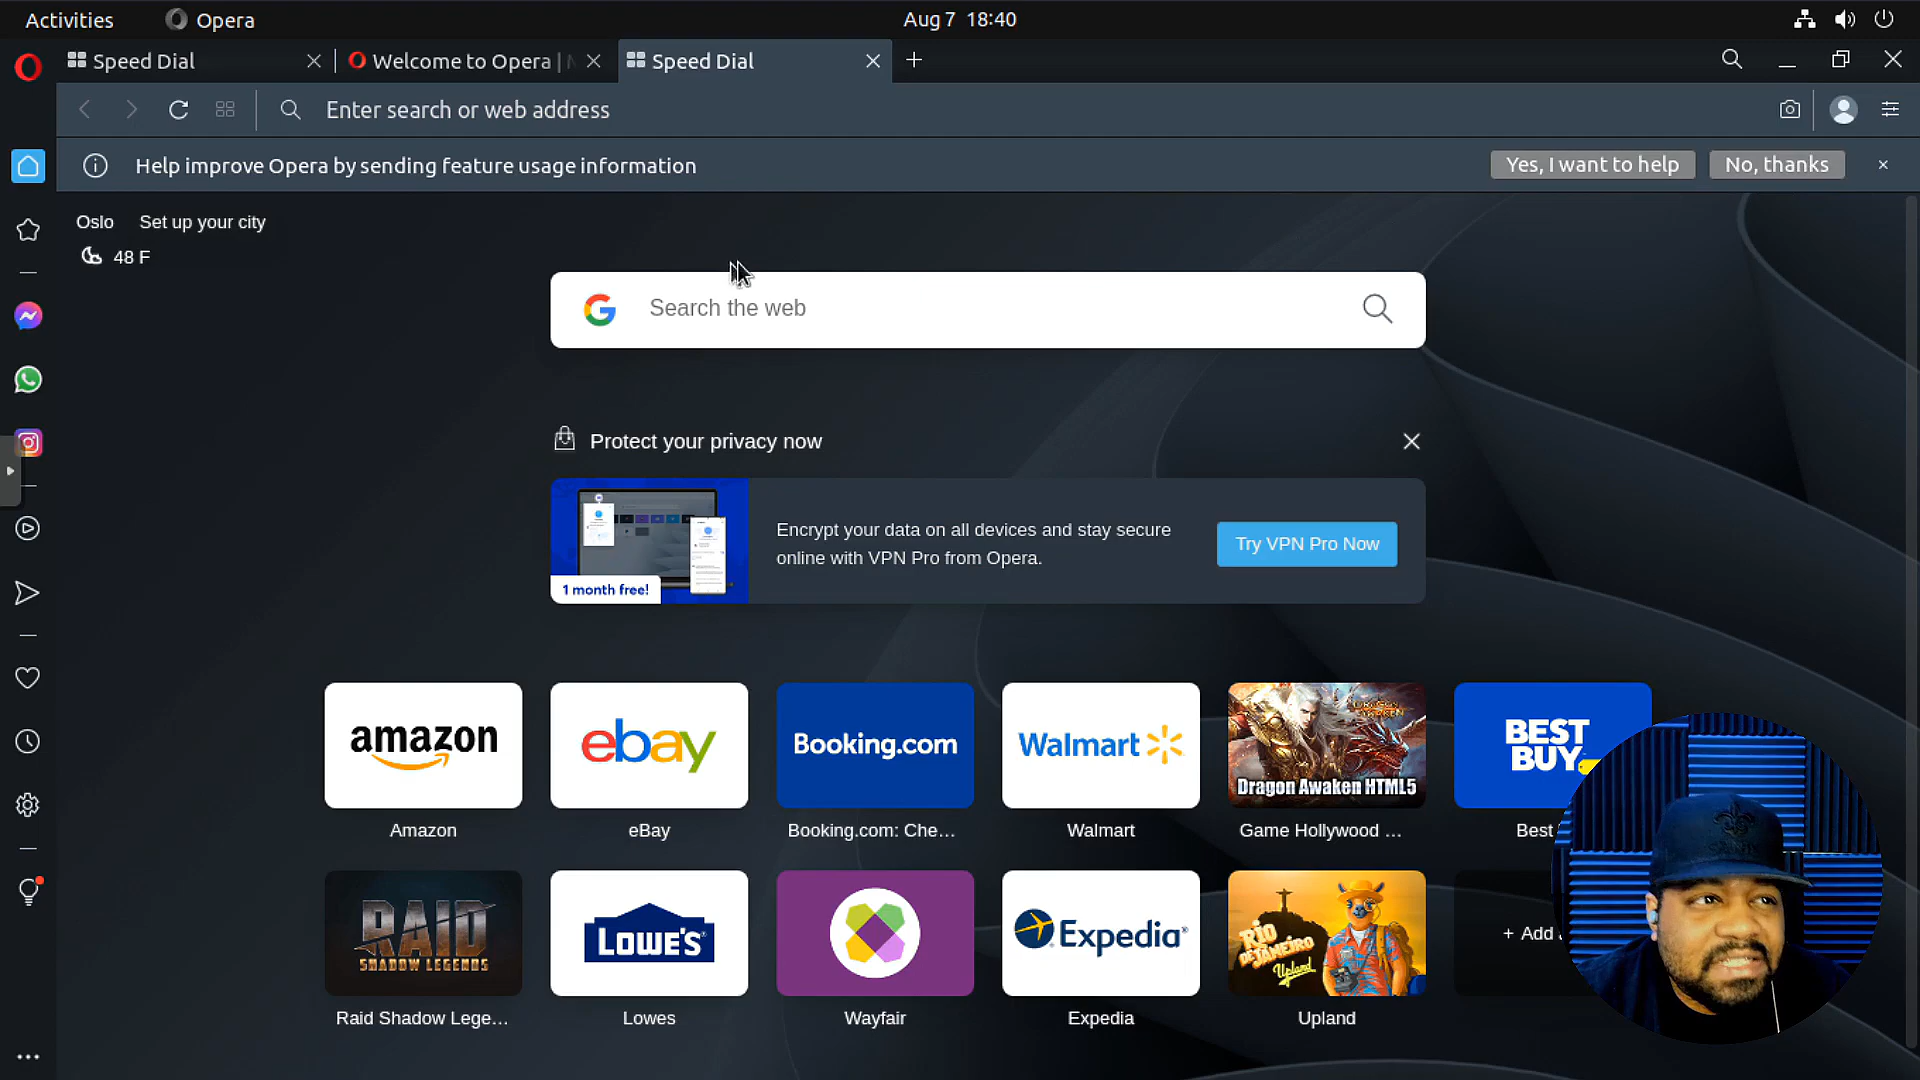 Activities
Opera
Aug 7 18:40
Speed Dial
Welcome to Opera |
Speed Dial
Enter search or web address
Help improve Opera by sending feature usage information
Yes, I want to help
No, thanks
Oslo
Set up your city
48 F
Search the web
Protect your privacy now
1 month free!
Encrypt your data on all devices and stay secure
online with VPN Pro from Opera.
Try VPN Pro Now
amazon
ebay
Booking.com
Walmart
DRAGON AWAKEN
Dragon Awaken HTML5
BEST
BUY
Amazon
eBay
Booking.com: Che...
Walmart
Game Hollywood ...
Best
RAID
SHADOW LEGENDS
LOWE'S
Expedia
RIO
DE JANEIRO
Upland
+ Add
Raid Shadow Lege...
Lowes
Wayfair
Expedia
Upland